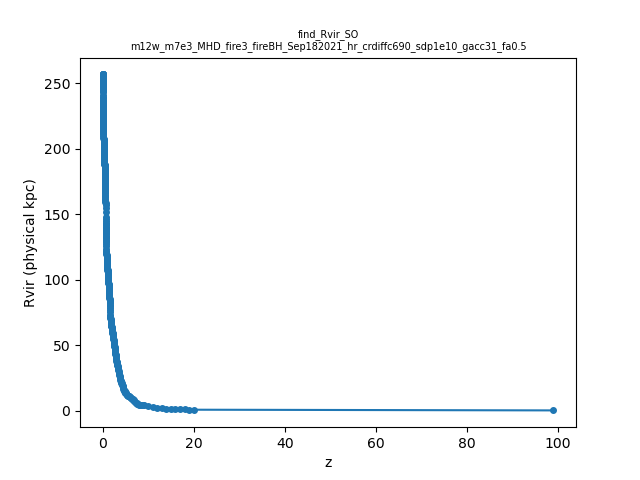 find_Rvir_SO
m12w_m7e3_MHD_fire3_fireBH_Sep182021_hr_crdiffc690_sdp1e10_gacc31_fa0.5
250
200
150
100
50
0
Rvir (physical kpc)
0 20 40 60 80 100
z